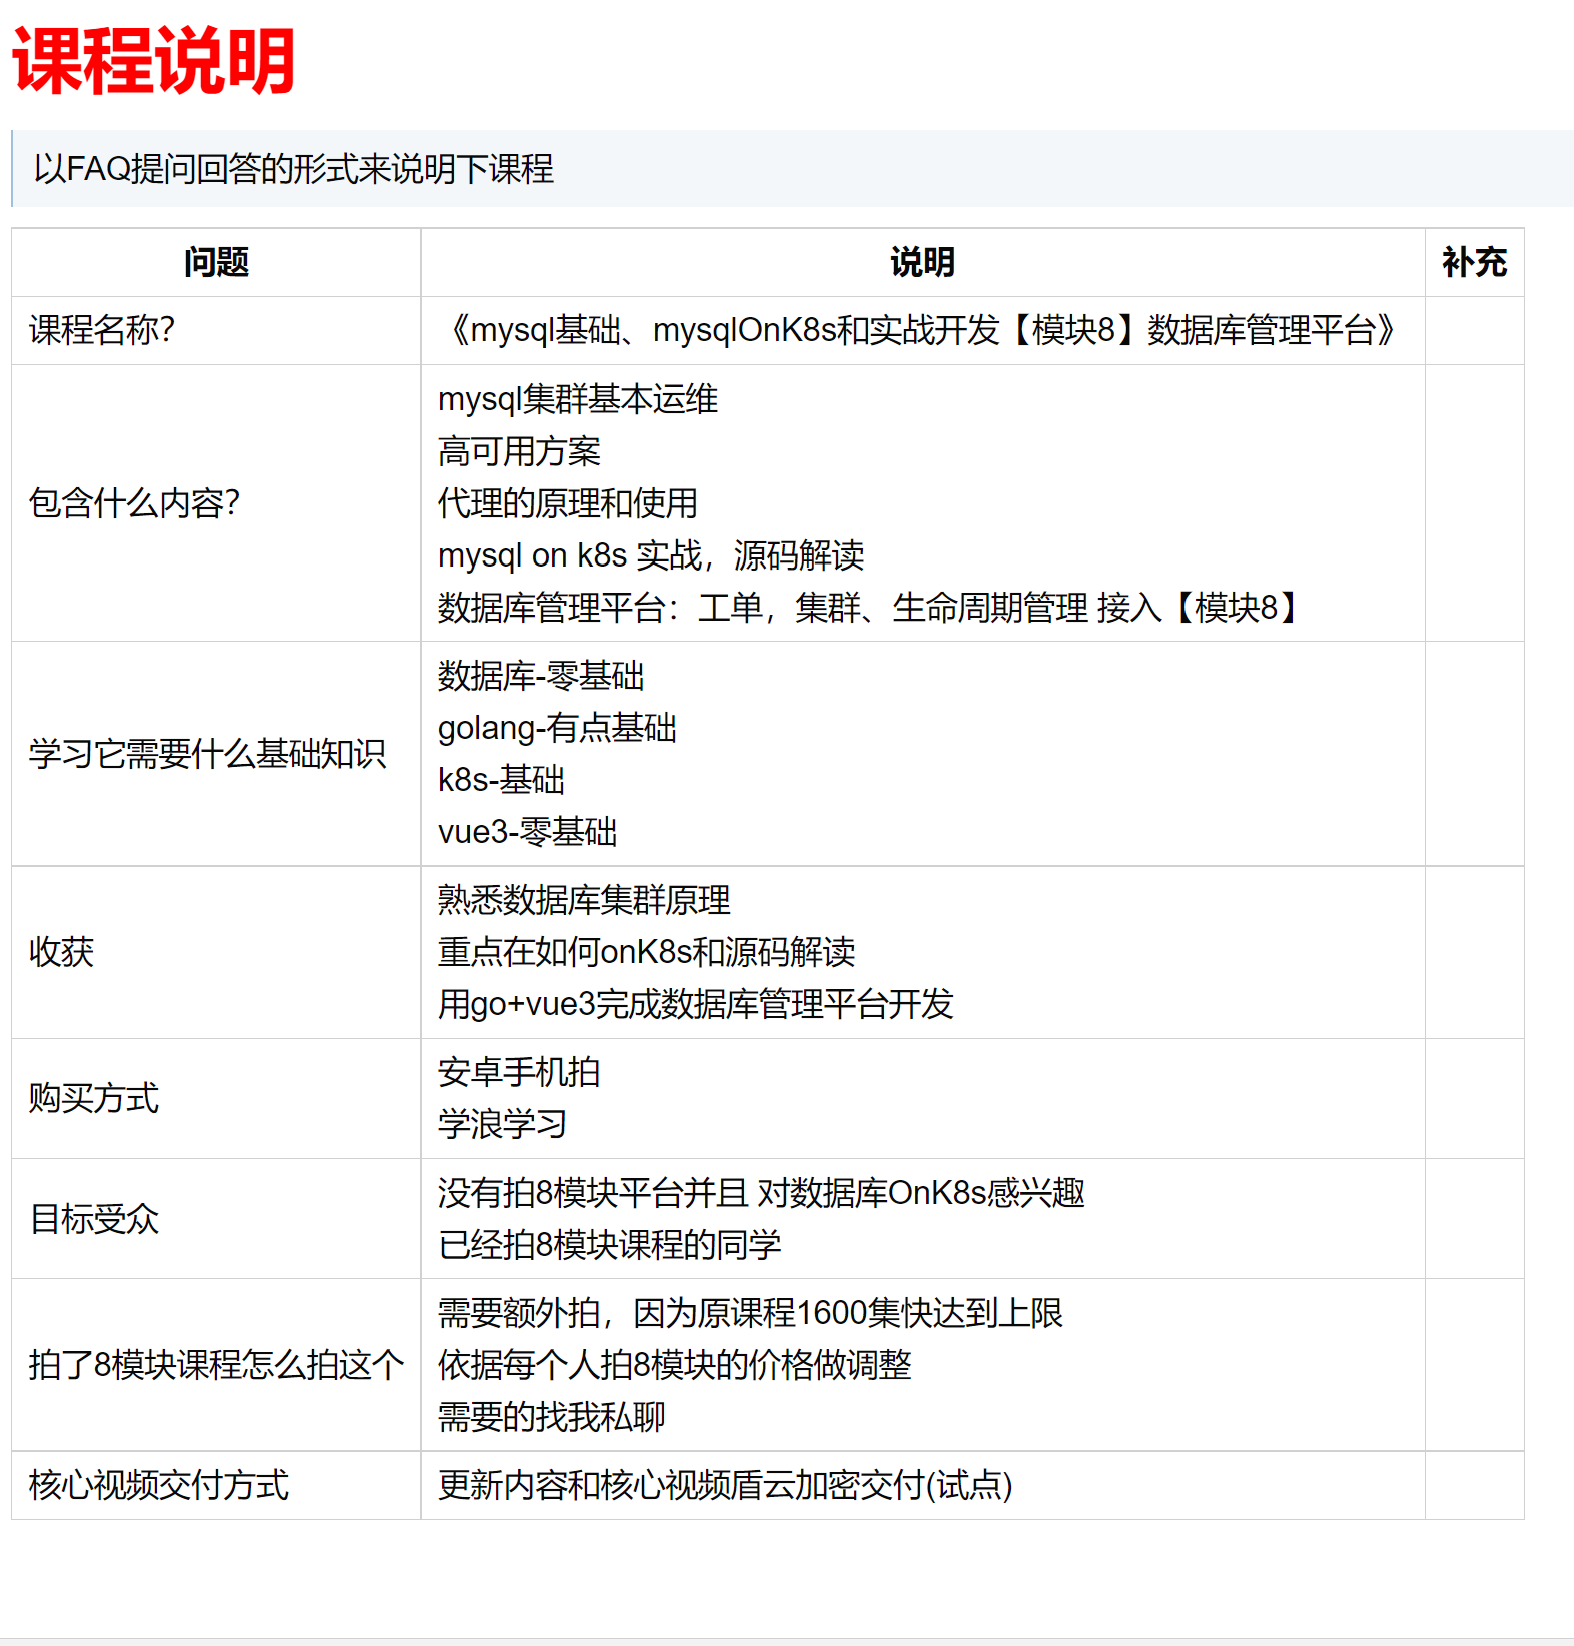 课程说明
以FAQ提问回答的形式来说明下课程
问题 说明 补充
课程名称？ 《mysql基础、mysqlOnK8s和实战开发【模块8】数据库管理平台》
包含什么内容？
mysql集群基本运维
高可用方案
代理的原理和使用
mysql on k8s 实战，源码解读
数据库管理平台：工单，集群、生命周期管理 接入【模块8】
学习它需要什么基础知识
数据库-零基础
golang-有点基础
k8s-基础
vue3-零基础
收获
熟悉数据库集群原理
重点在如何onK8s和源码解读
用go+vue3完成数据库管理平台开发
购买方式
安卓手机拍
学浪学习
目标受众
没有拍8模块平台并且 对数据库OnK8s感兴趣
已经拍8模块课程的同学
拍了8模块课程怎么拍这个
需要额外拍，因为原课程1600集快达到上限
依据每个人拍8模块的价格做调整
需要的找我私聊
核心视频交付方式 更新内容和核心视频盾云加密交付(试点)